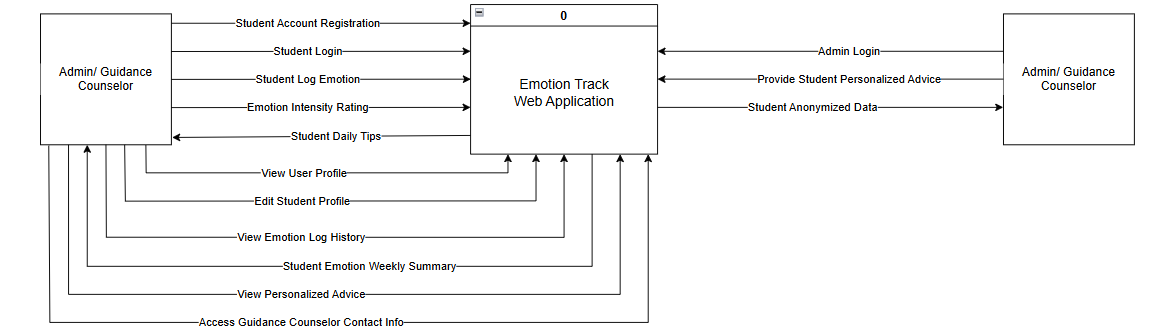 0
Student Account Registration
Student Login
Admin Login
Admin/ Guidance
Counselor
Student Log Emotion
Emotion Track
Web Application
Provide Student Personalized Advice
Admin/ Guidance
Counselor
Emotion Intensity Rating
Student Anonymized Data
Student Daily Tips
View User Profile
Edit Student Profile
View Emotion Log History
Student Emotion Weekly Summary
View Personalized Advice
Access Guidance Counselor Contact Info